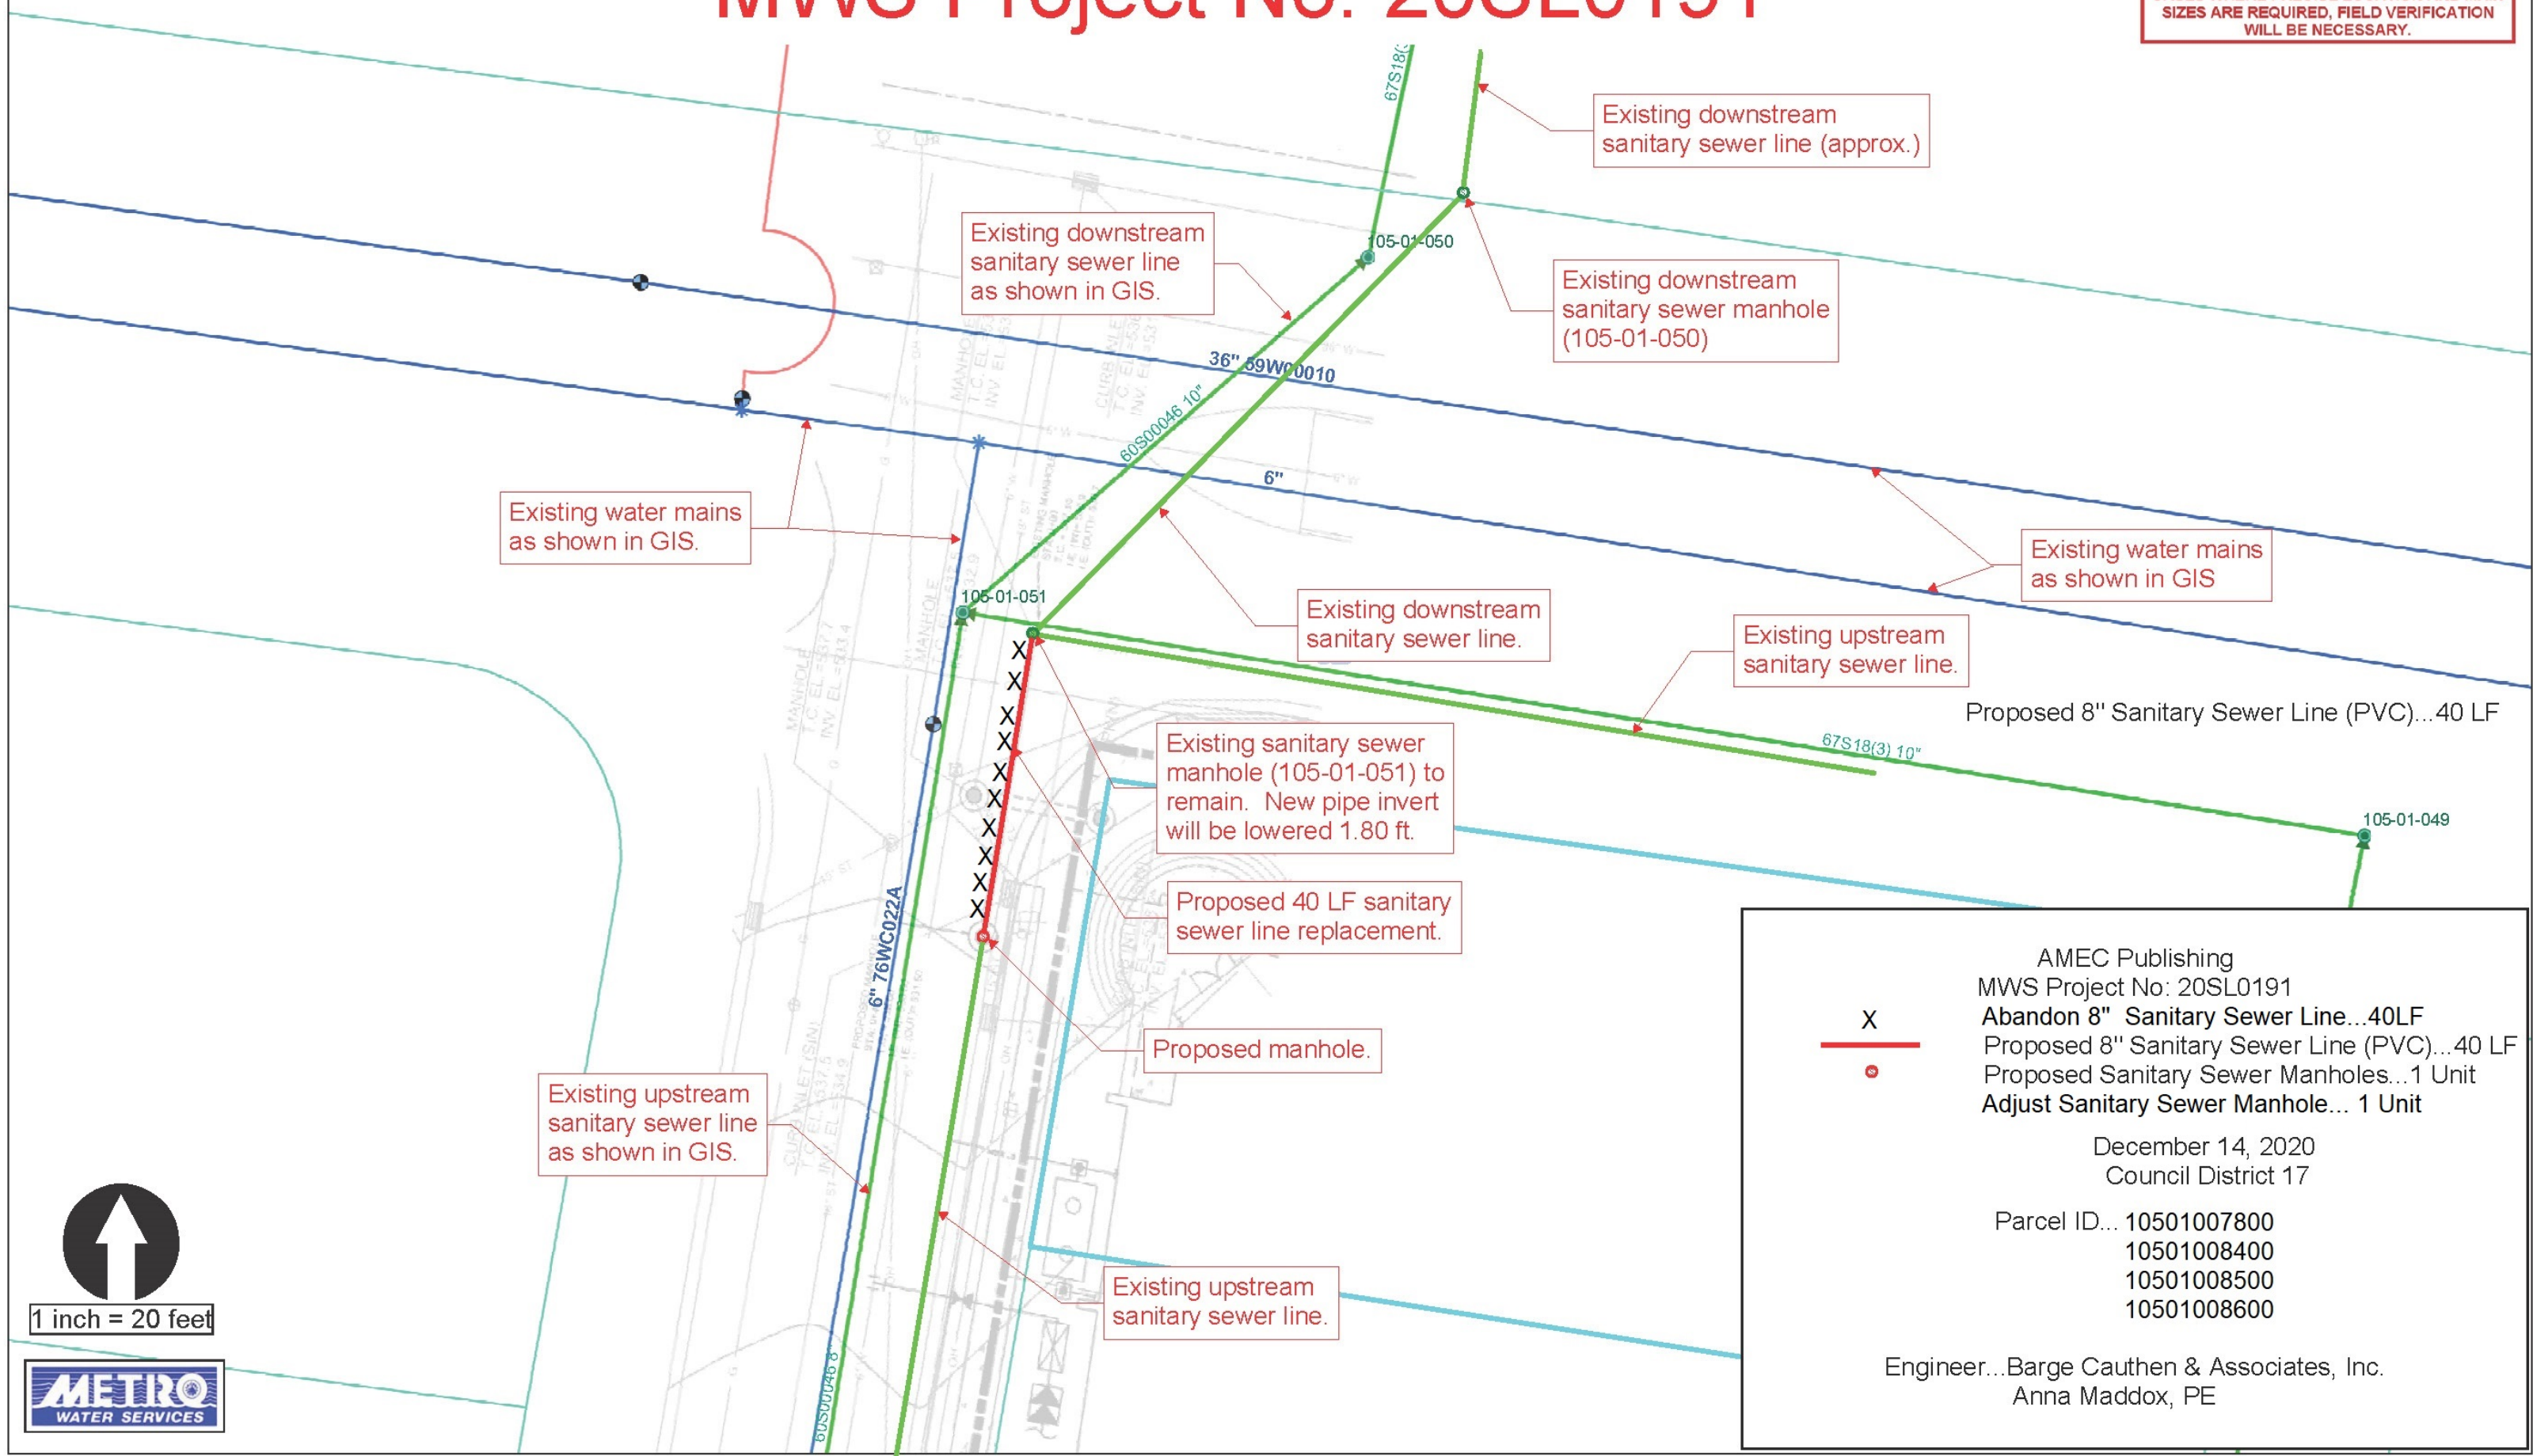 MWS Project No. 20SL0191
SIZES ARE REQUIRED, FIELD VERIFICATION
WILL BE NECESSARY.
67S18(
Existing downstream
sanitary sewer line (approx.)
Existing downstream
sanitary sewer line
as shown in GIS.
105-01-050
Existing downstream
sanitary sewer manhole
(105-01-050)
36" 59W00010
60S00046 10"
6"
Existing water mains
as shown in GIS.
Existing water mains
as shown in GIS
105-01-051
Existing downstream
sanitary sewer line.
Existing upstream
sanitary sewer line.
Proposed 8" Sanitary Sewer Line (PVC)...40 LF
67S18(3) 10"
X
X
X
X
X
X
X
X
X
X
Existing sanitary sewer
manhole (105-01-051) to
remain. New pipe invert
will be lowered 1.80 ft.
105-01-049
Proposed 40 LF sanitary
sewer line replacement.
6" 76WC022A
Proposed manhole.
Existing upstream
sanitary sewer line
as shown in GIS.
Existing upstream
sanitary sewer line.
60S00046 8"
MANHOLE
CURB INLET
MANHOLE
MANHOLE
1 inch = 20 feet
METRO
WATER SERVICES
AMEC Publishing
MWS Project No: 20SL0191
X Abandon 8" Sanitary Sewer Line...40LF
Proposed 8" Sanitary Sewer Line (PVC)...40 LF
Proposed Sanitary Sewer Manholes...1 Unit
Adjust Sanitary Sewer Manhole... 1 Unit
December 14, 2020
Council District 17
Parcel ID... 10501007800
10501008400
10501008500
10501008600
Engineer...Barge Cauthen & Associates, Inc.
Anna Maddox, PE